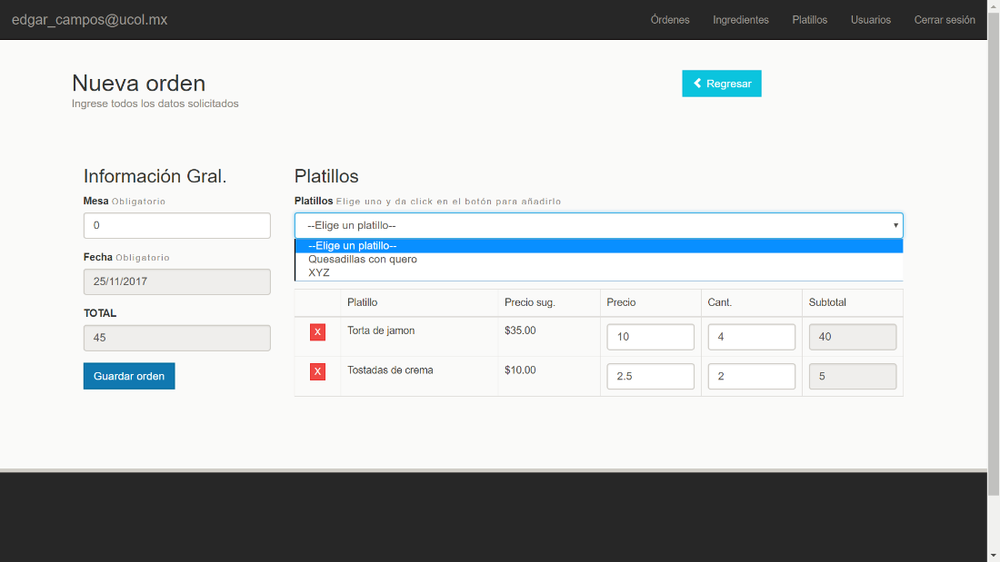 edgar_campos@ucol.mx Órdenes Ingredientes Platillos Usuarios Cerrar sesión
Nueva orden
Ingrese todos los datos solicitados
Regresar
Información Gral.
Mesa Obligatorio
0
Fecha Obligatorio
25/11/2017
TOTAL
45
Guardar orden
Platillos
Platillos Elige uno y da click en el botón para añadirlo
--Elige un platillo--
--Elige un platillo--
Quesadillas con quero
XYZ
Platillo Precio sug. Precio Cant. Subtotal
X Torta de jamon $35.00 10 4 40
X Tostadas de crema $10.00 2.5 2 5